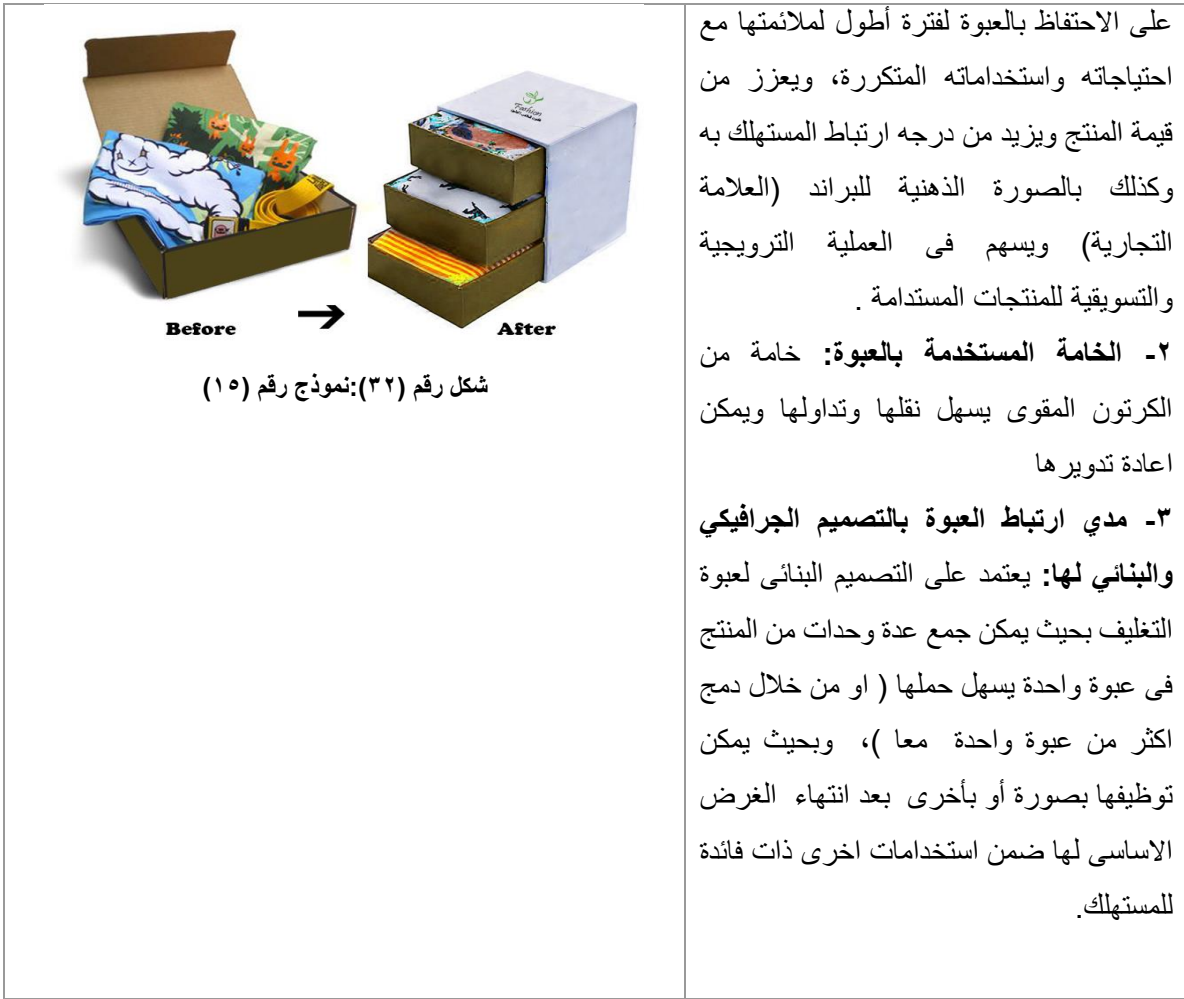 على الاحتفاظ بالعبوة لفترة أطول لملائمتها مع
احتياجاته واستخداماته المتكررة، ويعزز من
قيمة المنتج ويزيد من درجه ارتباط المستهلك به
وكذلك بالصورة الذهنية للبراند (العلامة
التجارية) ويسهم فى العملية الترويجية
والتسويقية للمنتجات المستدامة .
٢- الخامة المستخدمة بالعبوة: خامة من
الكرتون المقوى يسهل نقلها وتداولها ويمكن
اعادة تدويرها
٣- مدي ارتباط العبوة بالتصميم الجرافيكي
والبنائي لها: يعتمد على التصميم البنائى لعبوة
التغليف بحيث يمكن جمع عدة وحدات من المنتج
فى عبوة واحدة يسهل حملها ( او من خلال دمج
اكثر من عبوة واحدة معا )، وبحيث يمكن
توظيفها بصورة أو بأخرى بعد انتهاء الغرض
الاساسى لها ضمن استخدامات اخرى ذات فائدة
للمستهلك.
Fashion
Before → After
شكل رقم (٣٢):نموذج رقم (١٥)